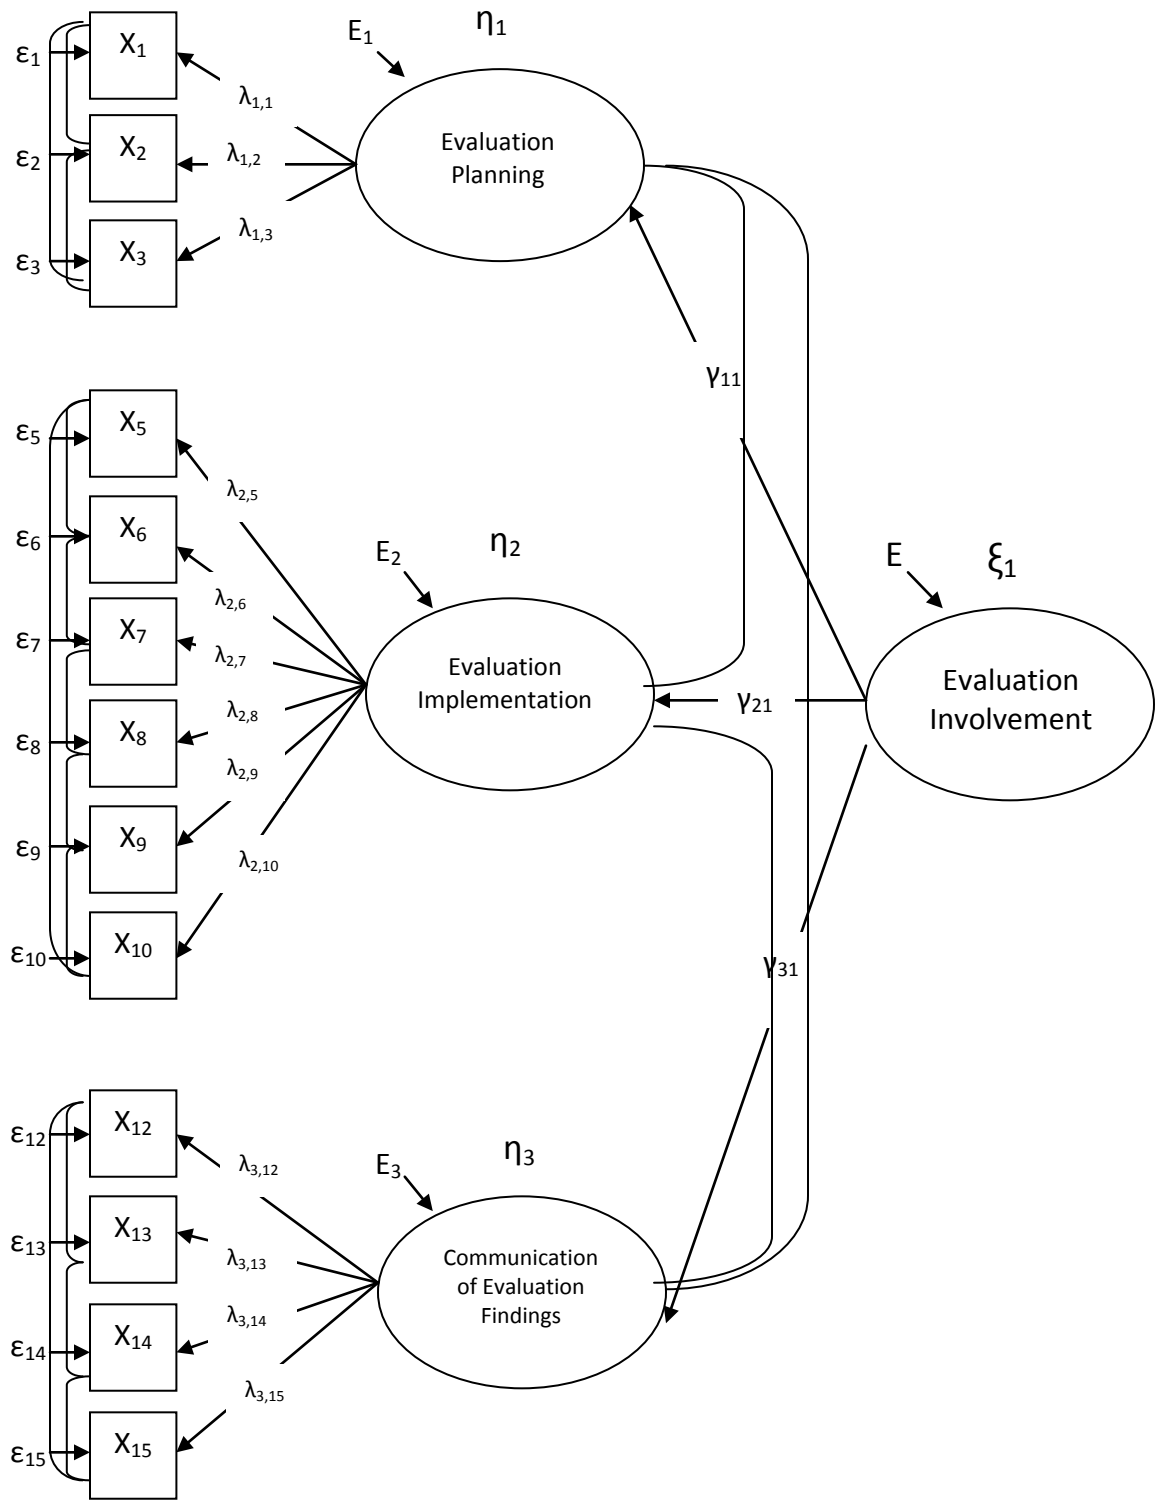 η1
E1
X1
ε1
λ1,1
Evaluation
Planning
X2
ε2
λ1,2
X3
ε3
λ1,3
γ11
X5
ε5
λ2,5
X6
ε6
λ2,6
E2
η2
E
ξ1
X7
ε7
λ2,7
Evaluation
Implementation
Evaluation
Involvement
γ21
X8
ε8
λ2,8
λ2,9
X9
ε9
λ2,10
X10
ε10
γ31
X12
ε12
λ3,12
E3
η3
X13
ε13
λ3,13
Communication
of Evaluation
Findings
X14
ε14
λ3,14
λ3,15
X15
ε15